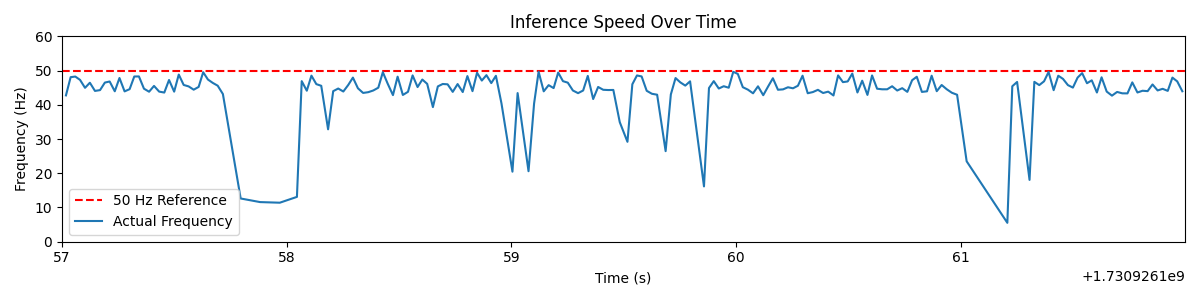 Inference Speed Over Time
Frequency (Hz)
60
50
40
30
20
10
0
50 Hz Reference
Actual Frequency
57
58
59
60
61
Time (s)
+1.7309261e9